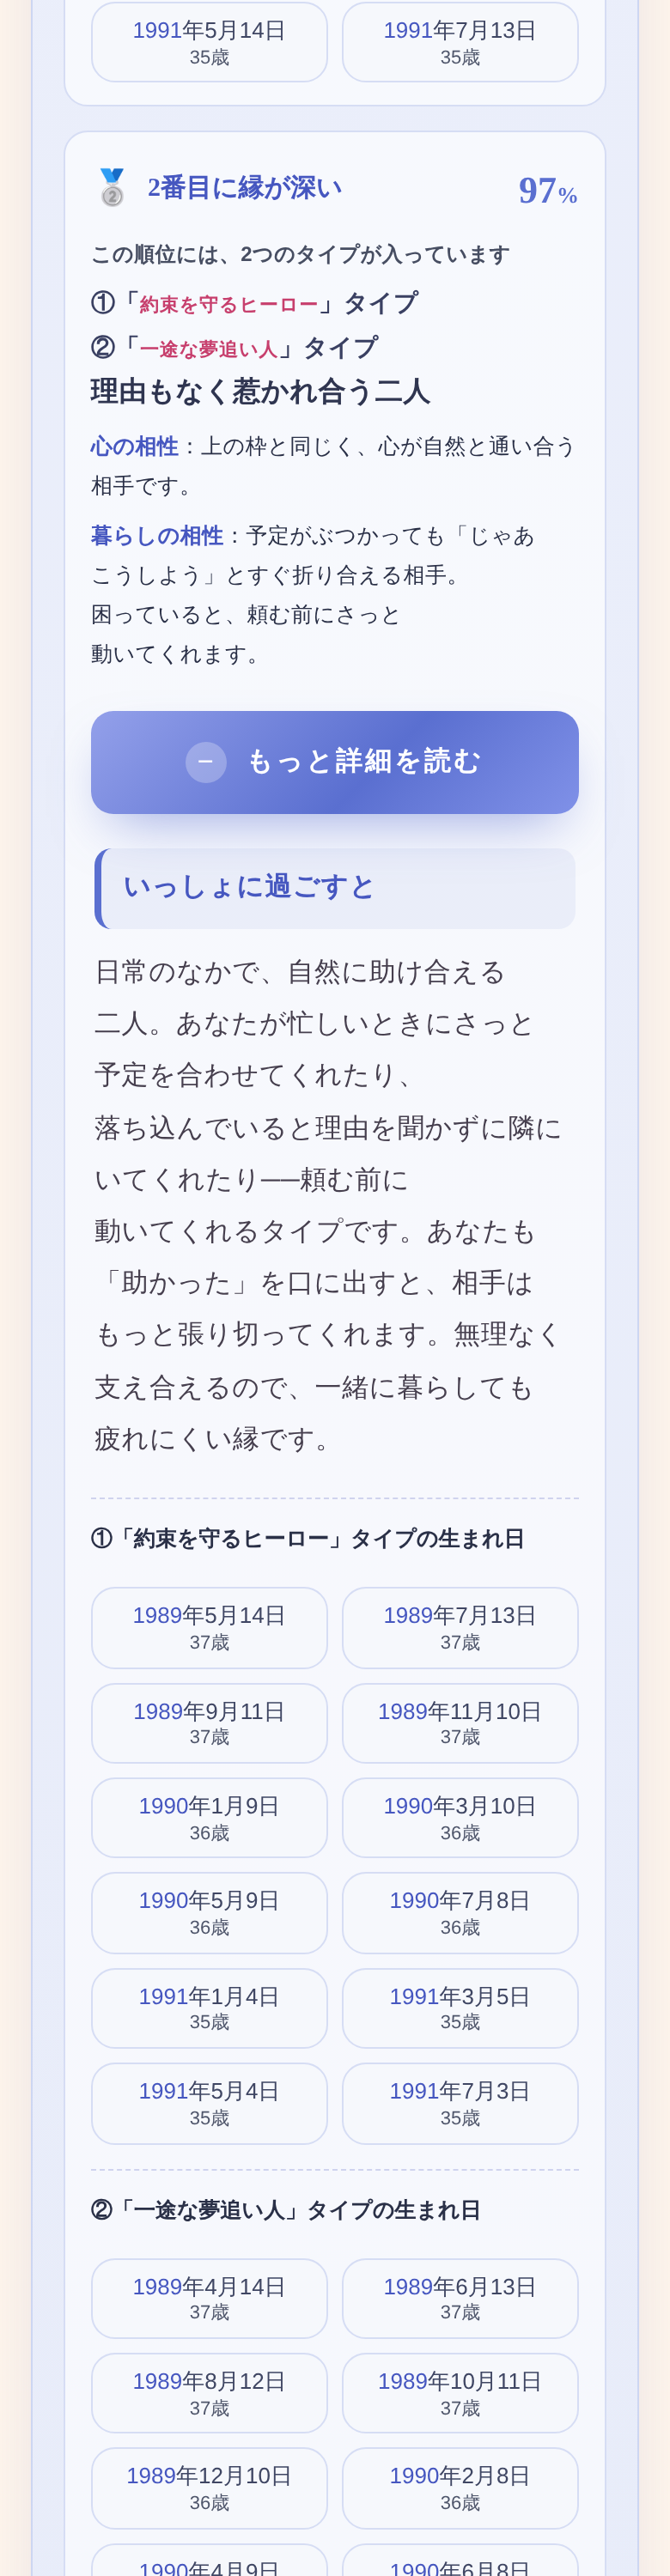 1991年5月14日
35歳
1991年7月13日
35歳
2
2番目に縁が深い
97%
この順位には、2つのタイプが入っています
①「約束を守るヒーロー」タイプ
②「一途な夢追い人」タイプ
理由もなく惹かれ合う二人
心の相性：上の枠と同じく、心が自然と通い合う
相手です。
暮らしの相性：予定がぶつかっても「じゃあ
こうしよう」とすぐ折り合える相手。
困っていると、頼む前にさっと
動いてくれます。
− もっと詳細を読む
いっしょに過ごすと
日常のなかで、自然に助け合える
二人。あなたが忙しいときにさっと
予定を合わせてくれたり、
落ち込んでいると理由を聞かずに隣に
いてくれたり──頼む前に
動いてくれるタイプです。あなたも
「助かった」を口に出すと、相手は
もっと張り切ってくれます。無理なく
支え合えるので、一緒に暮らしても
疲れにくい縁です。
①「約束を守るヒーロー」タイプの生まれ日
1989年5月14日
37歳
1989年7月13日
37歳
1989年9月11日
37歳
1989年11月10日
37歳
1990年1月9日
36歳
1990年3月10日
36歳
1990年5月9日
36歳
1990年7月8日
36歳
1991年1月4日
35歳
1991年3月5日
35歳
1991年5月4日
35歳
1991年7月3日
35歳
②「一途な夢追い人」タイプの生まれ日
1989年4月14日
37歳
1989年6月13日
37歳
1989年8月12日
37歳
1989年10月11日
37歳
1989年12月10日
36歳
1990年2月8日
36歳
1990年4月9日
1990年6月8日